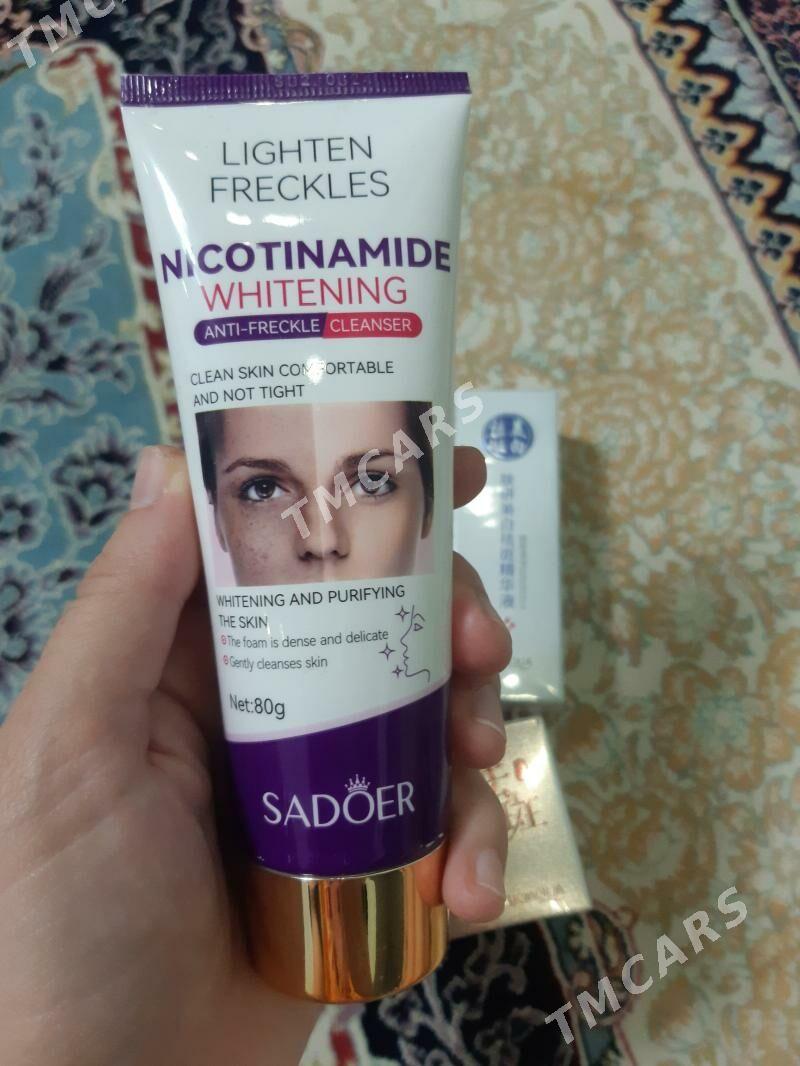 TMCARS
LIGHTEN
FRECKLES
NICOTINAMIDE
WHITENING
ANTI-FRECKLE CLEANSER
CLEAN SKIN COMFORTABLE
AND NOT TIGHT
TMCARS
WHITENING AND PURIFYING
THE SKIN
The foam is dense and delicate
Gently cleanses skin
Net:80g
SADOER
TMCARS